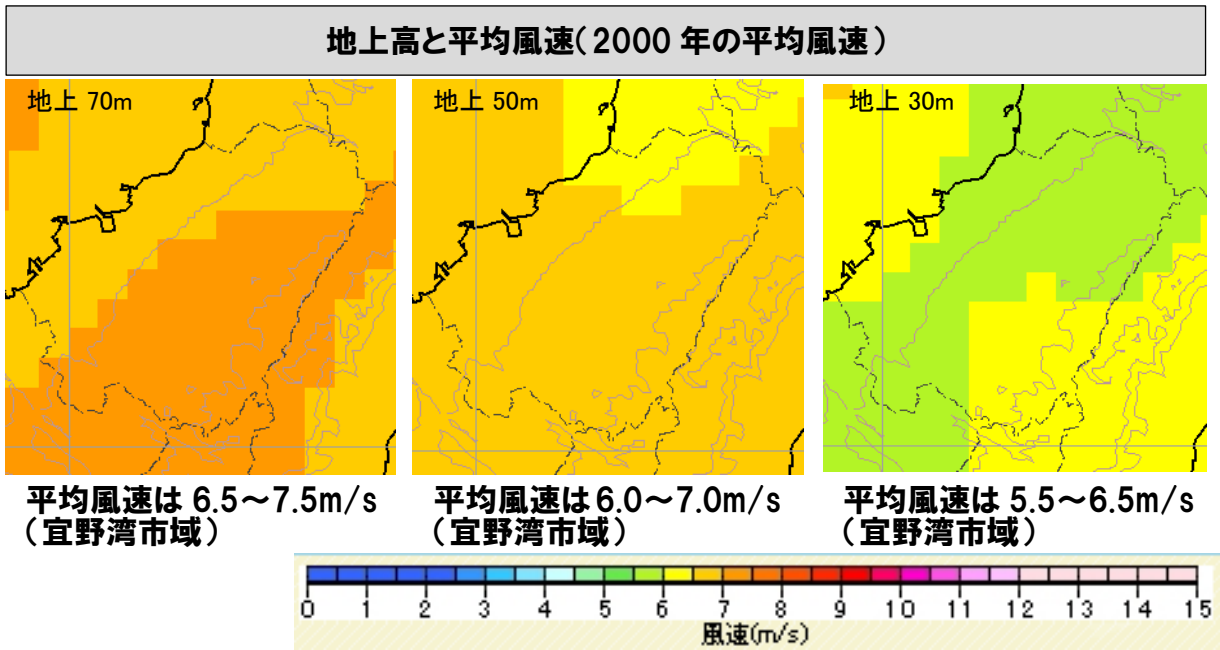 地上高と平均風速(2000 年の平均風速)
地上 70m
地上 50m
地上 30m
平均風速は 6.5~7.5m/s
(宜野湾市域)
平均風速は 6.0~7.0m/s
(宜野湾市域)
平均風速は 5.5~6.5m/s
(宜野湾市域)
0 1 2 3 4 5 6 7 8 9 10 11 12 13 14 15
風速(m/s)